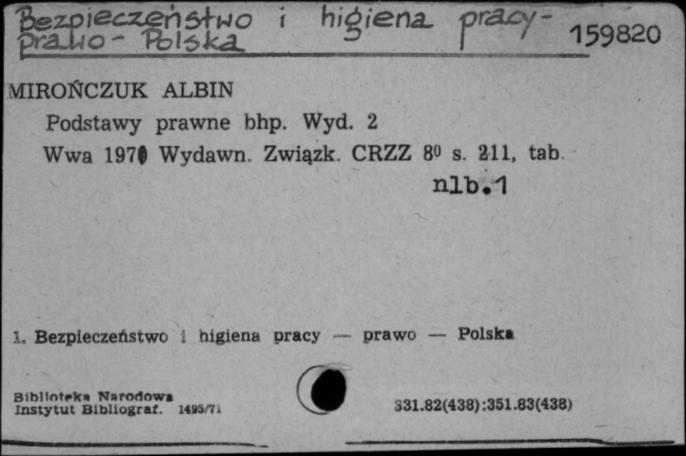 Bezpieczeństwo i higiena pracy-
prawo - Polska
159820
MIROŃCZUK ALBIN
Podstawy prawne bhp. Wyd. 2
Wwa Wydawn. Związk. CRZZ 8⁰ s. 211, tab.
nlb.1
1. Bezpieczeństwo i higiena pracy — prawo — Polska
Biblioteka Narodowa
Instytut Bibliograf. 1495/71
331.82(438):351.83(438)